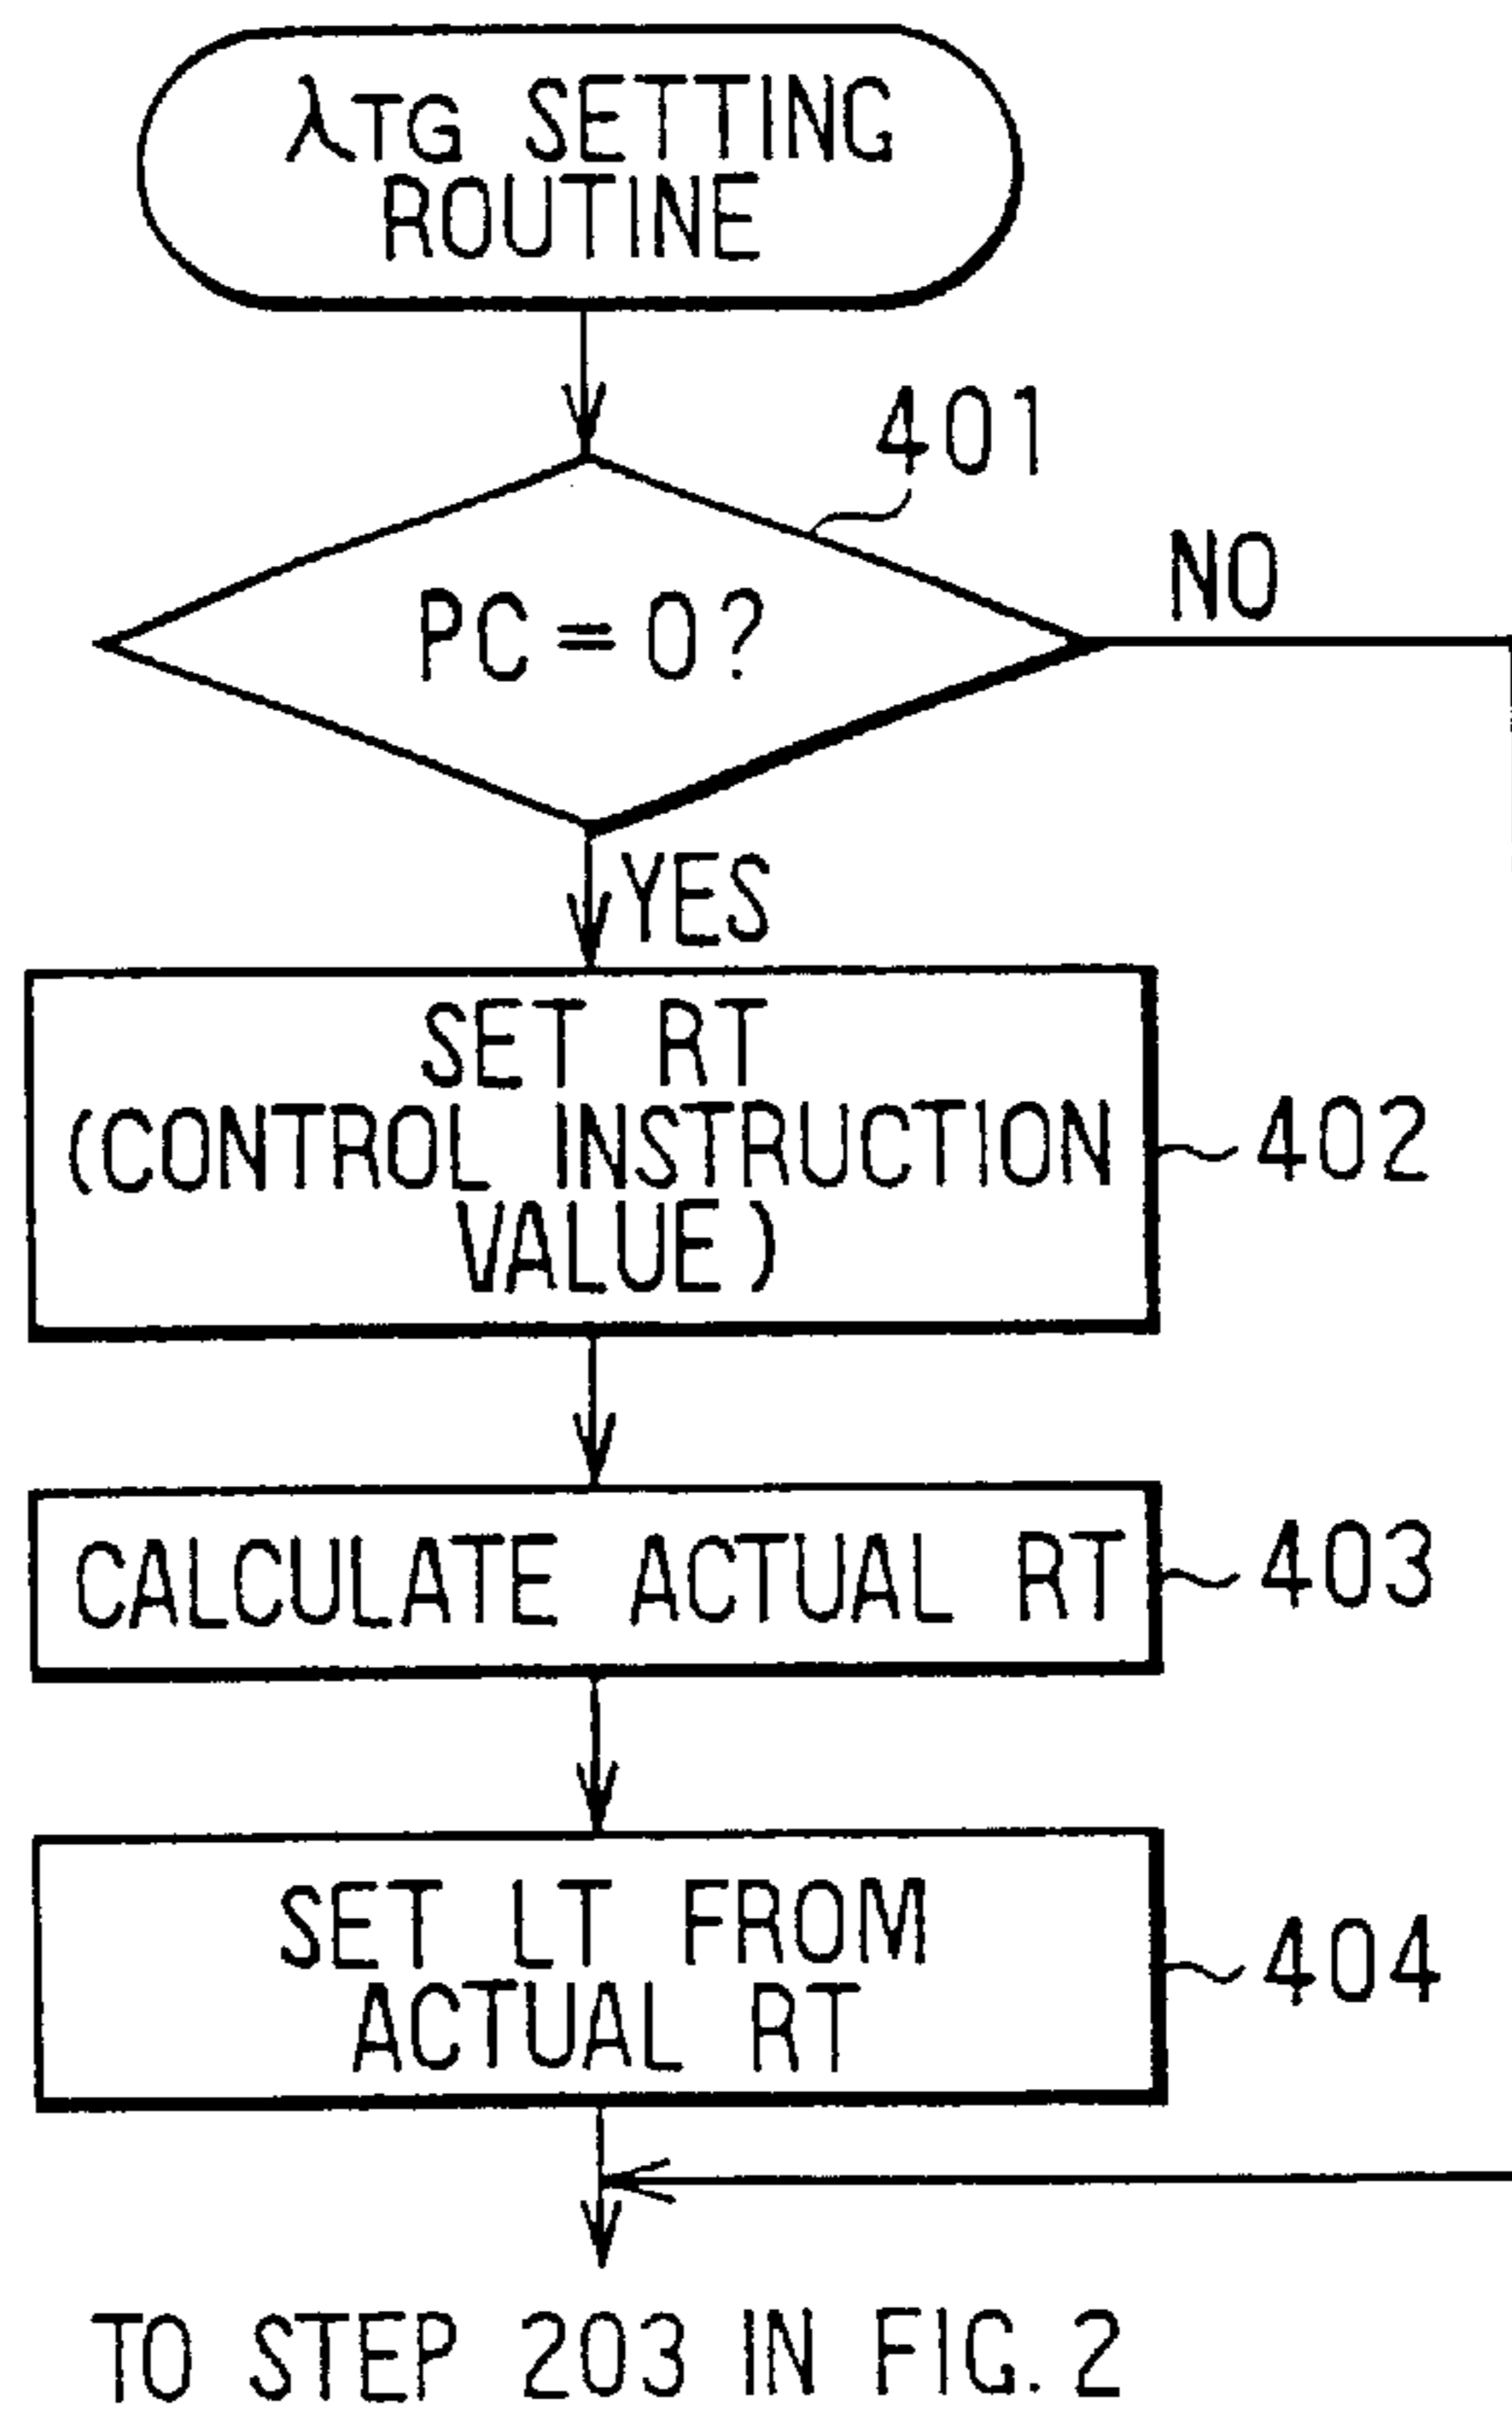 λTG SETTING
ROUTINE
401
PC=0?
NO
YES
SET RT
(CONTROL INSTRUCTION
VALUE)
402
CALCULATE ACTUAL RT
403
SET LT FROM
ACTUAL RT
404
TO STEP 203 IN FIG. 2